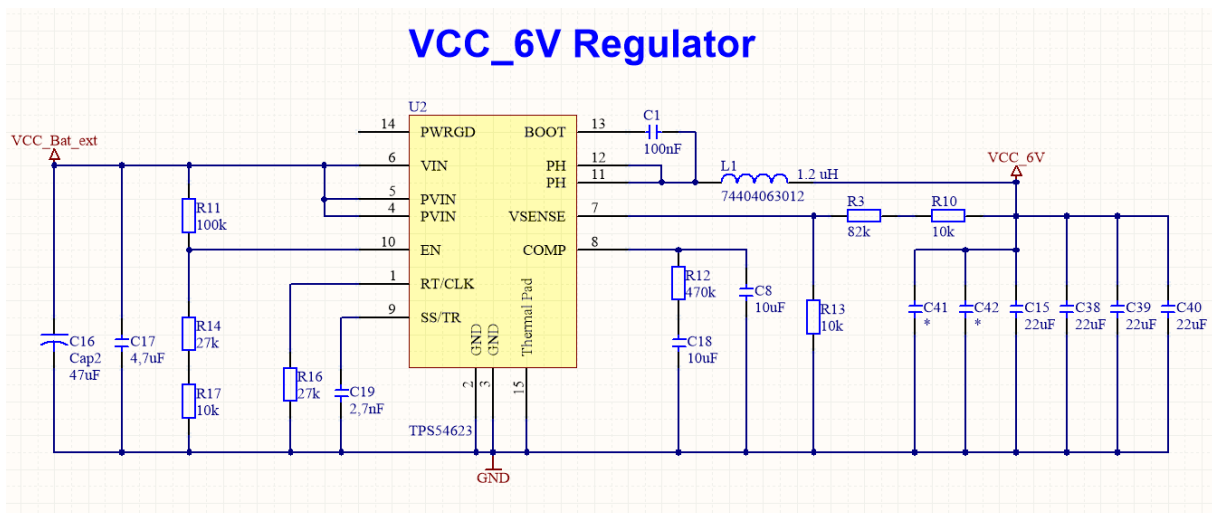 VCC_6V Regulator
U2
VCC_Bat_ext
14 PWRGD BOOT 13
C1
100nF
6 VIN PH 12
PH 11
L1 1.2 uH
74404063012
VCC_6V
5 PVIN
4 PVIN VSENSE 7
R11
100k
R3
82k
R10
10k
10 EN COMP 8
1 RT/CLK
9 SS/TR
GND
GND
Thermal Pad
2
3
15
TPS54623
GND
C16
Cap2
47uF
C17
4,7uF
R14
27k
R17
10k
R16
27k
C19
2,7nF
R12
470k
C8
10uF
C18
10uF
R13
10k
C41
*
C42
*
C15
22uF
C38
22uF
C39
22uF
C40
22uF